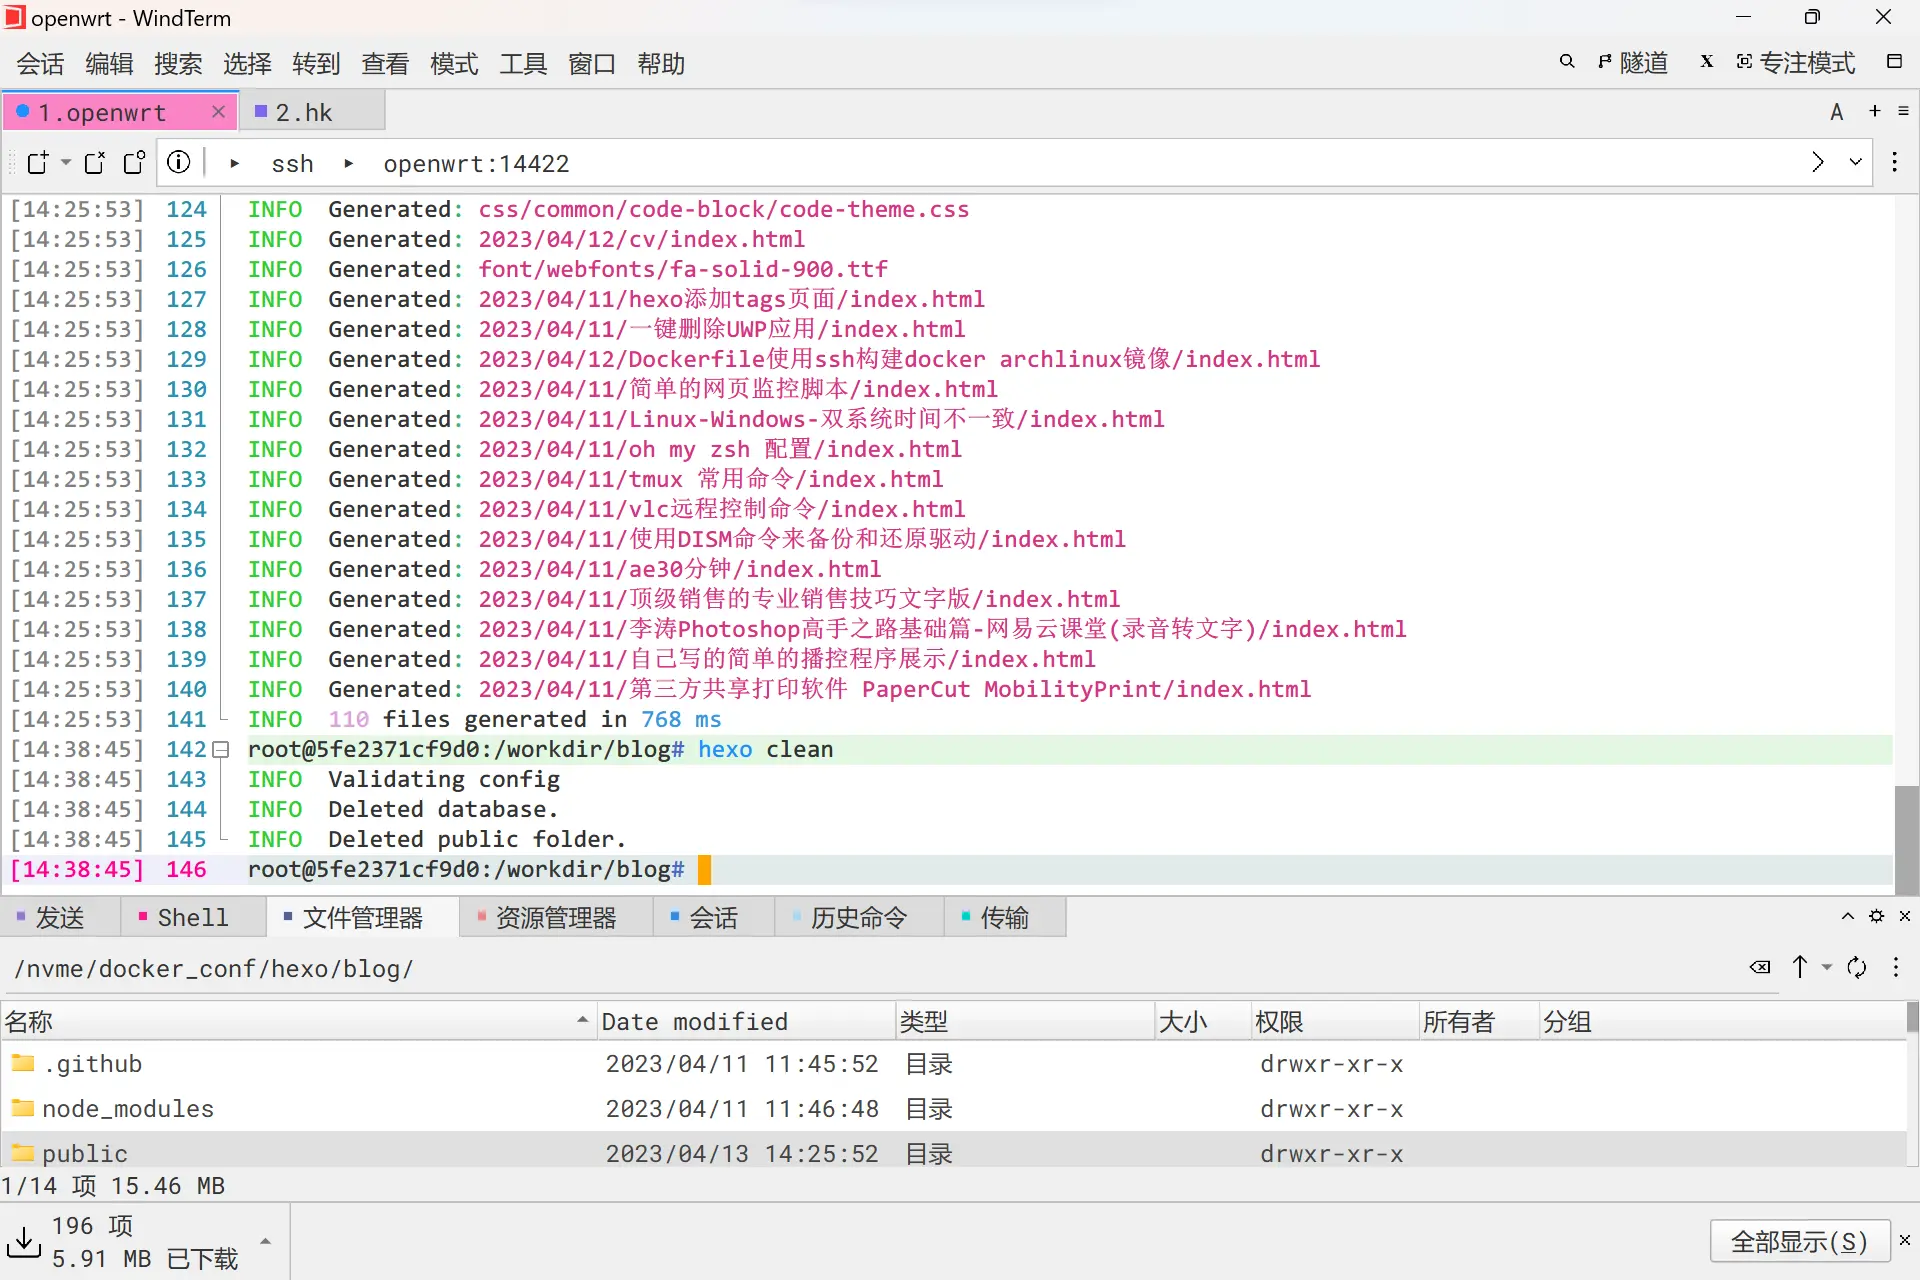 openwrt - WindTerm
会话 编辑 搜索 选择 转到 查看 模式 工具 窗口 帮助 隧道 X 专注模式
1.openwrt 2.hk A
ssh openwrt:14422
[14:25:53] 124 INFO Generated: css/common/code-block/code-theme.css
[14:25:53] 125 INFO Generated: 2023/04/12/cv/index.html
[14:25:53] 126 INFO Generated: font/webfonts/fa-solid-900.ttf
[14:25:53] 127 INFO Generated: 2023/04/11/hexo添加tags页面/index.html
[14:25:53] 128 INFO Generated: 2023/04/11/一键删除UWP应用/index.html
[14:25:53] 129 INFO Generated: 2023/04/12/Dockerfile使用ssh构建docker archlinux镜像/index.html
[14:25:53] 130 INFO Generated: 2023/04/11/简单的网页监控脚本/index.html
[14:25:53] 131 INFO Generated: 2023/04/11/Linux-Windows-双系统时间不一致/index.html
[14:25:53] 132 INFO Generated: 2023/04/11/oh my zsh 配置/index.html
[14:25:53] 133 INFO Generated: 2023/04/11/tmux 常用命令/index.html
[14:25:53] 134 INFO Generated: 2023/04/11/vlc远程控制命令/index.html
[14:25:53] 135 INFO Generated: 2023/04/11/使用DISM命令来备份和还原驱动/index.html
[14:25:53] 136 INFO Generated: 2023/04/11/ae30分钟/index.html
[14:25:53] 137 INFO Generated: 2023/04/11/顶级销售的专业销售技巧文字版/index.html
[14:25:53] 138 INFO Generated: 2023/04/11/李涛Photoshop高手之路基础篇-网易云课堂(录音转文字)/index.html
[14:25:53] 139 INFO Generated: 2023/04/11/自己写的简单的播控程序展示/index.html
[14:25:53] 140 INFO Generated: 2023/04/11/第三方共享打印软件 PaperCut MobilityPrint/index.html
[14:25:53] 141 INFO 110 files generated in 768 ms
[14:38:45] 142 root@5fe2371cf9d0:/workdir/blog# hexo clean
[14:38:45] 143 INFO Validating config
[14:38:45] 144 INFO Deleted database.
[14:38:45] 145 INFO Deleted public folder.
[14:38:45] 146 root@5fe2371cf9d0:/workdir/blog#
发送 Shell 文件管理器 资源管理器 会话 历史命令 传输
/nvme/docker_conf/hexo/blog/
名称 Date modified 类型 大小 权限 所有者 分组
.github 2023/04/11 11:45:52 目录 drwxr-xr-x
node_modules 2023/04/11 11:46:48 目录 drwxr-xr-x
public 2023/04/13 14:25:52 目录 drwxr-xr-x
1/14 项 15.46 MB
196 项
5.91 MB 已下载
全部显示(S)